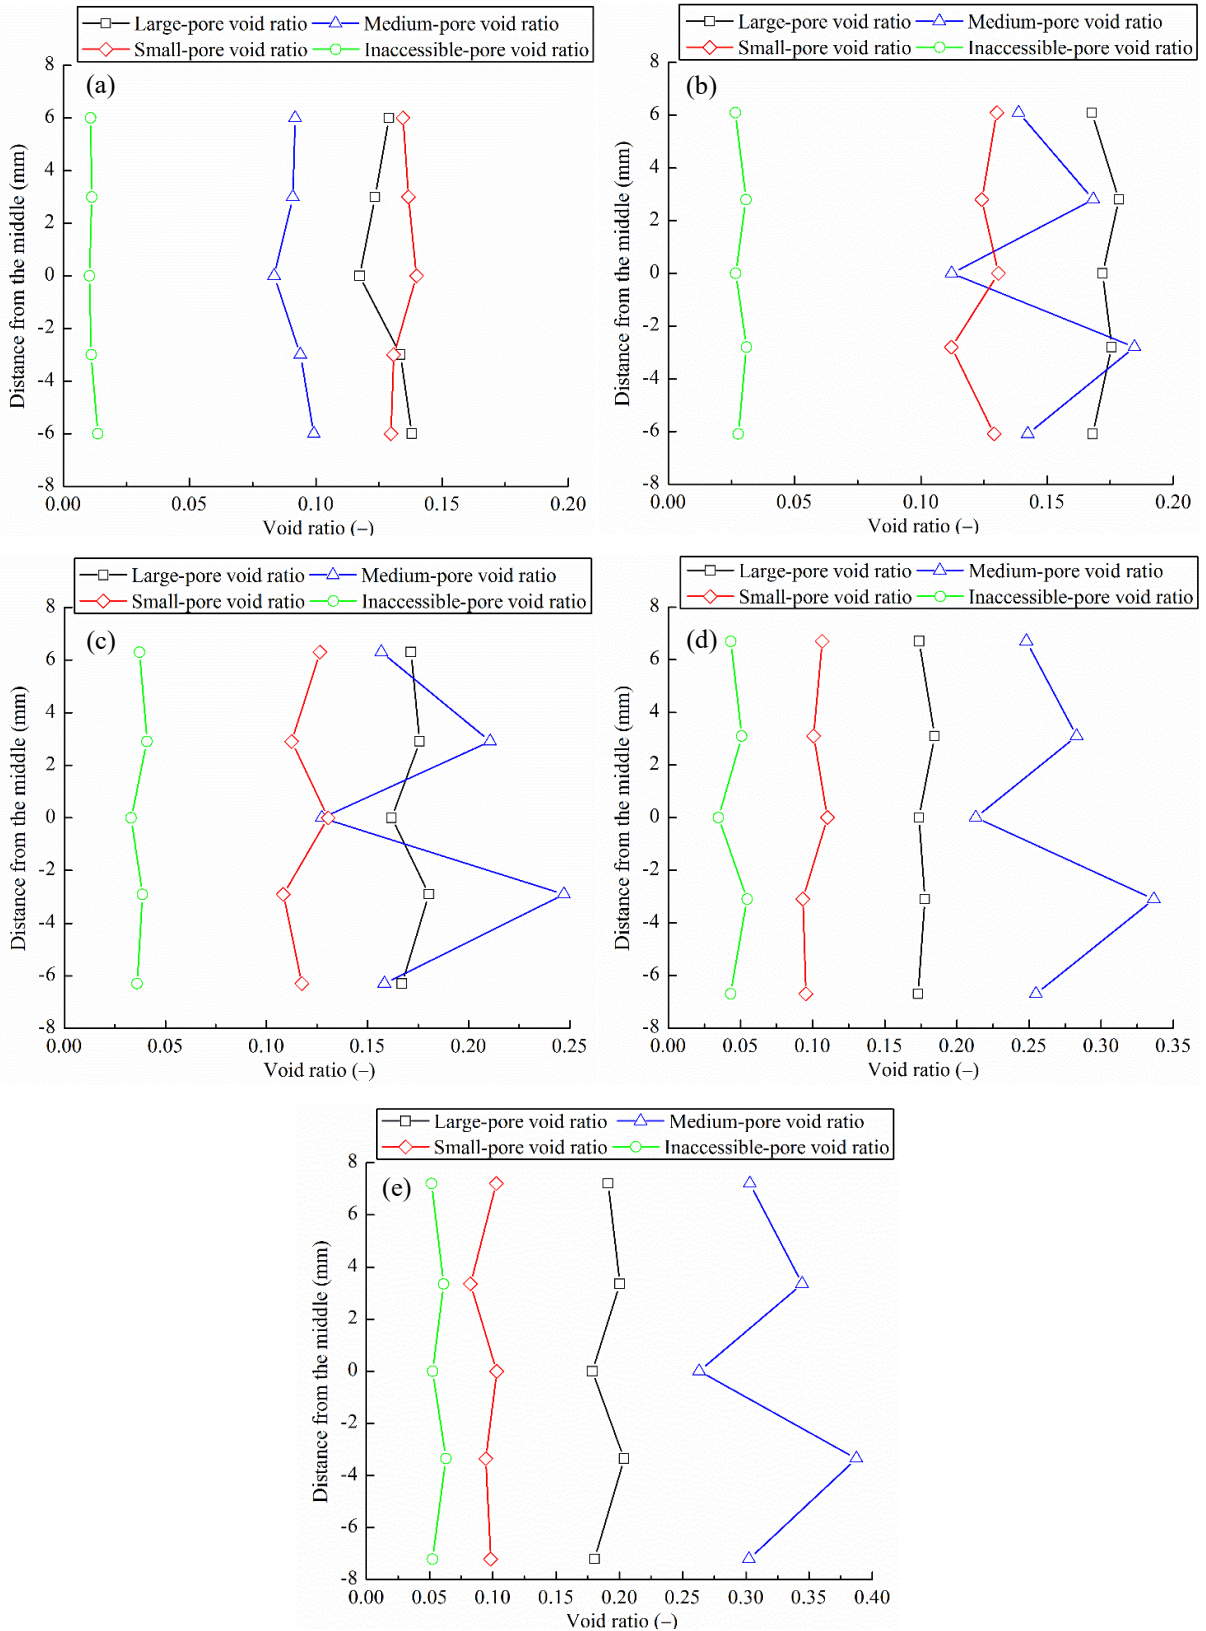 Large-pore void ratio Medium-pore void ratio
Small-pore void ratio Inaccessible-pore void ratio
(a)
8
6
4
2
0
-2
-4
-6
-8
Distance from the middle (mm)
0.00 0.05 0.10 0.15 0.20
Void ratio (–)
Large-pore void ratio Medium-pore void ratio
Small-pore void ratio Inaccessible-pore void ratio
(b)
8
6
4
2
0
-2
-4
-6
-8
Distance from the middle (mm)
0.00 0.05 0.10 0.15 0.20
Void ratio (–)
Large-pore void ratio Medium-pore void ratio
Small-pore void ratio Inaccessible-pore void ratio
(c)
8
6
4
2
0
-2
-4
-6
-8
Distance from the middle (mm)
0.00 0.05 0.10 0.15 0.20 0.25
Void ratio (–)
Large-pore void ratio Medium-pore void ratio
Small-pore void ratio Inaccessible-pore void ratio
(d)
8
6
4
2
0
-2
-4
-6
-8
Distance from the middle (mm)
0.00 0.05 0.10 0.15 0.20 0.25 0.30 0.35
Void ratio (–)
Large-pore void ratio Medium-pore void ratio
Small-pore void ratio Inaccessible-pore void ratio
(e)
8
6
4
2
0
-2
-4
-6
-8
Distance from the middle (mm)
0.00 0.05 0.10 0.15 0.20 0.25 0.30 0.35 0.40
Void ratio (–)